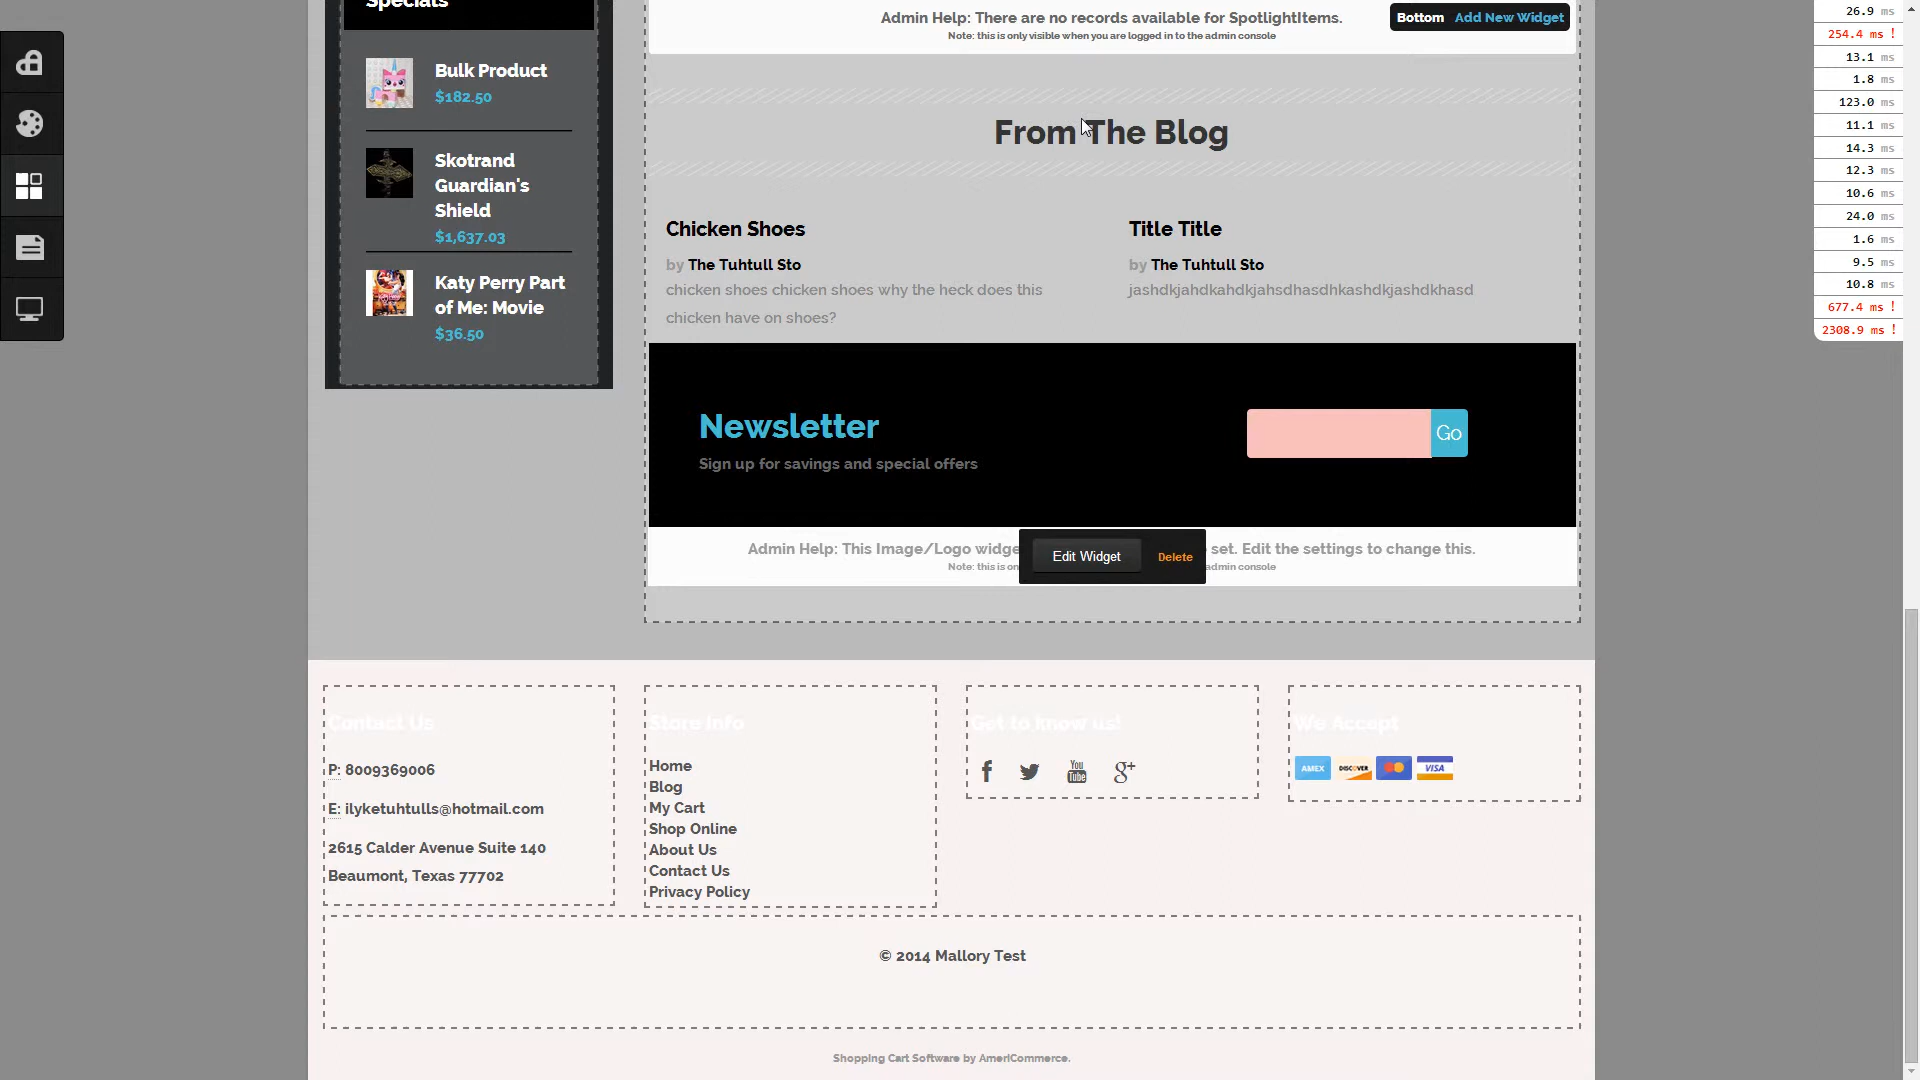 Specials
Bulk Product
$182.50
Skotrand
Guardian's
Shield
$1,637.03
Katy Perry Part
of Me: Movie
$36.50
Admin Help: There are no records available for SpotlightItems.
Note: this is only visible when you are logged in to the admin console
Bottom Add New Widget
From The Blog
Chicken Shoes
by The Tuhtull Sto
chicken shoes chicken shoes why the heck does this
chicken have on shoes?
Title Title
by The Tuhtull Sto
jashdkjahdkahdkjahsdhasdhkashdkjashdkhasd
Newsletter
Sign up for savings and special offers
Go
Admin Help: This Image/Logo widge
set. Edit the settings to change this.
Note: this is on
admin console
Edit Widget Delete
Contact Us
P: 8009369006
E: ilyketuhtulls@hotmail.com
2615 Calder Avenue Suite 140
Beaumont, Texas 77702
Store Info
Home
Blog
My Cart
Shop Online
About Us
Contact Us
Privacy Policy
Get to know us!
f
You
Tube
g+
We Accept
AMEX DISCOVER VISA
© 2014 Mallory Test
Shopping Cart Software by AmeriCommerce.
26.9 ms
254.4 ms !
13.1 ms
1.8 ms
123.0 ms
11.1 ms
14.3 ms
12.3 ms
10.6 ms
24.0 ms
1.6 ms
9.5 ms
10.8 ms
677.4 ms !
2308.9 ms !